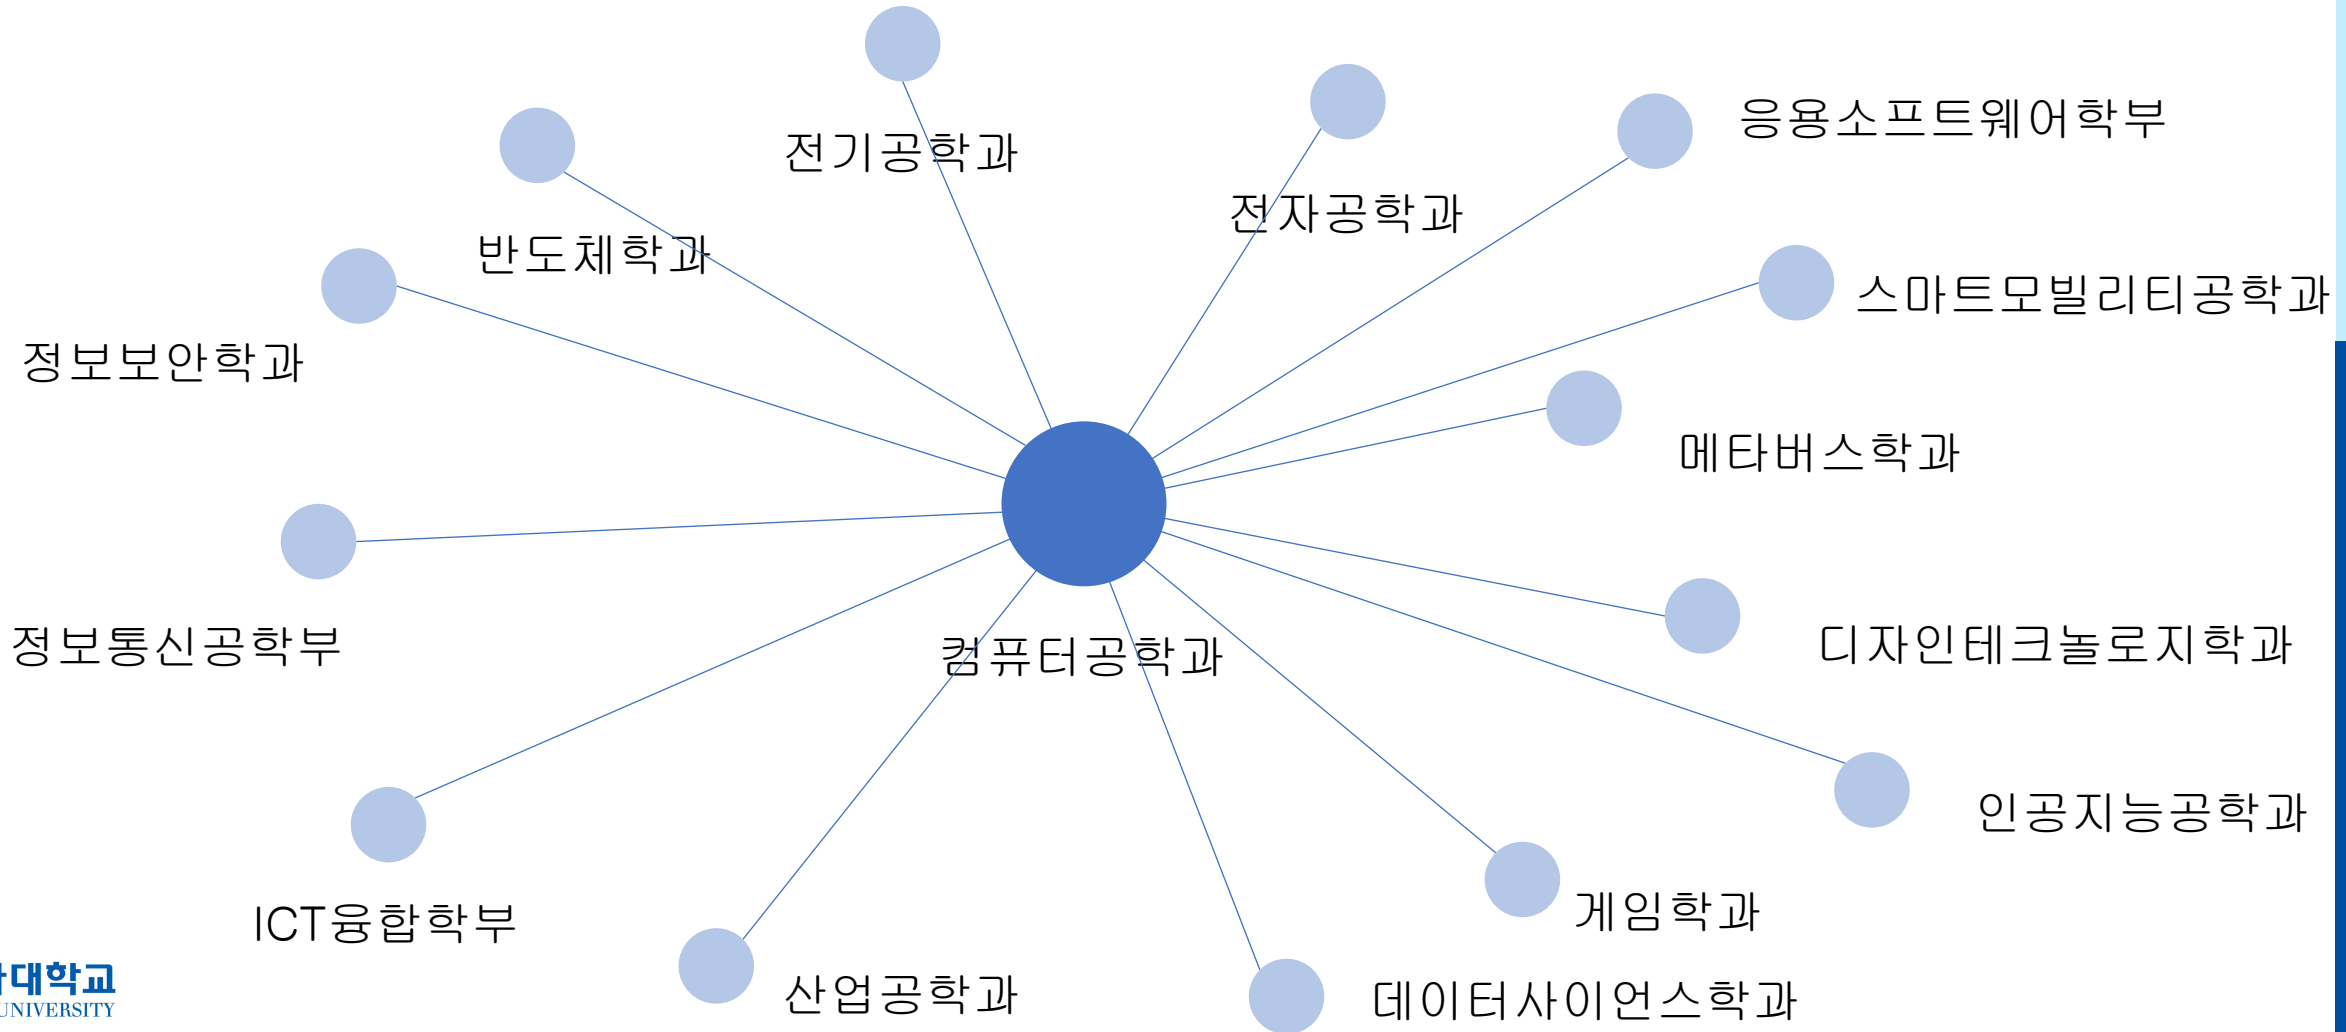 전기공학과
응용소프트웨어학부
전자공학과
반도체학과
스마트모빌리티공학과
정보보안학과
메타버스학과
정보통신공학부
컴퓨터공학과
디자인테크놀로지학과
인공지능공학과
ICT융합학부
게임학과
산업공학과
데이터사이언스학과
대학교
UNIVERSITY